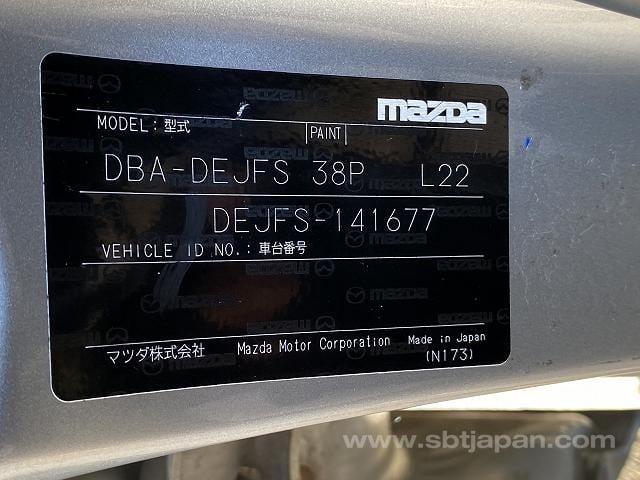 mazda
MODEL: 型式 PAINT
DBA-DEJFS 38P L22
DEJFS-141677
VEHICLE ID NO.: 車台番号
マツダ株式会社 Mazda Motor Corporation Made in Japan
(N173)
www.sbtjapan.com